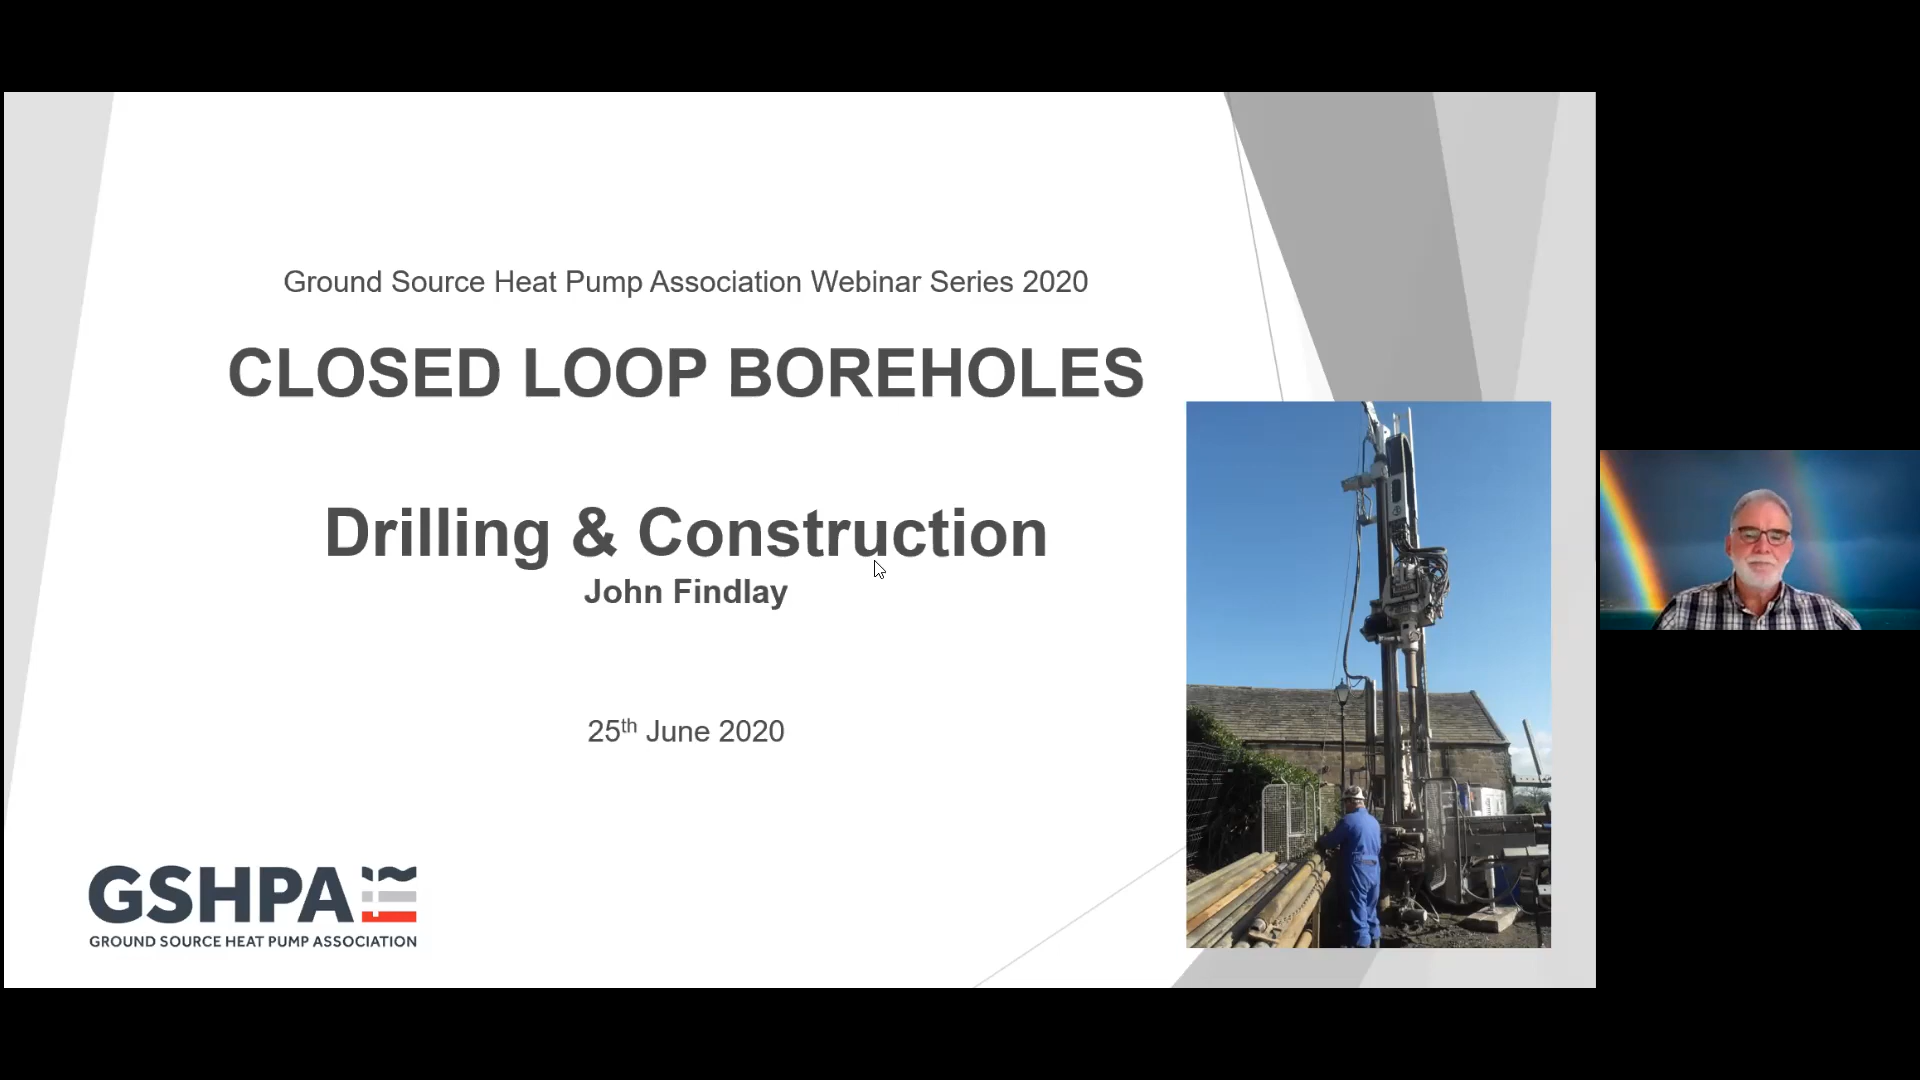 Ground Source Heat Pump Association Webinar Series 2020
CLOSED LOOP BOREHOLES
Drilling & Construction
John Findlay
25th June 2020
GSHPA
GROUND SOURCE HEAT PUMP ASSOCIATION